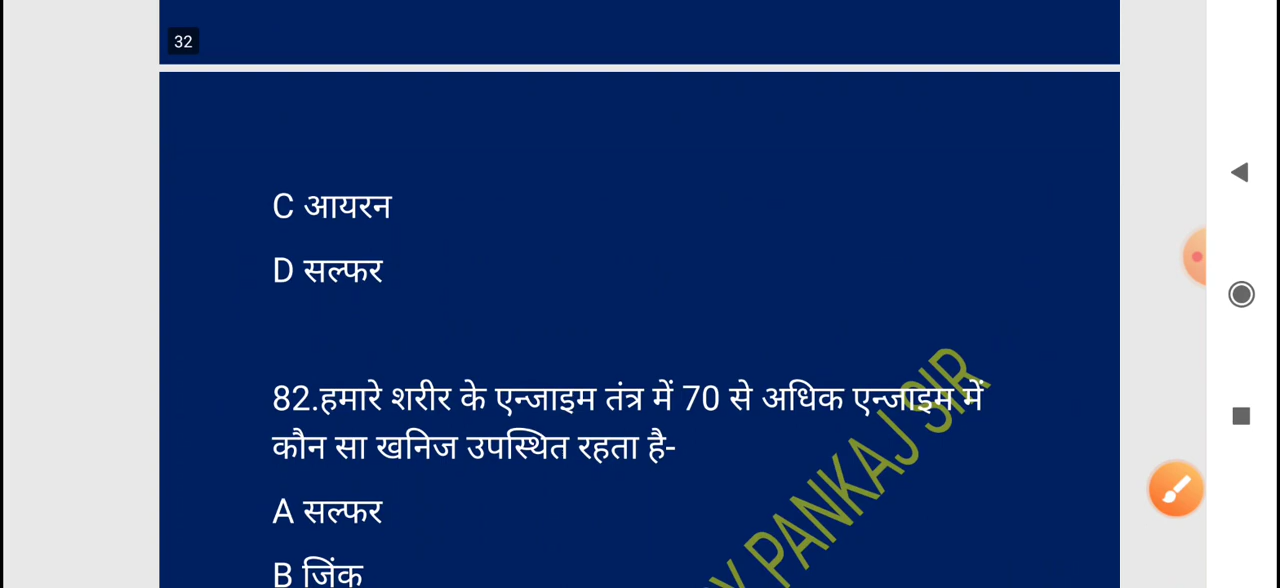 32
C आयरन
D सल्फर
82.हमारे शरीर के एन्जाइम तंत्र में 70 से अधिक एन्जाइम में
कौन सा खनिज उपस्थित रहता है-
A सल्फर
B जिंक
PANKAJ SIR